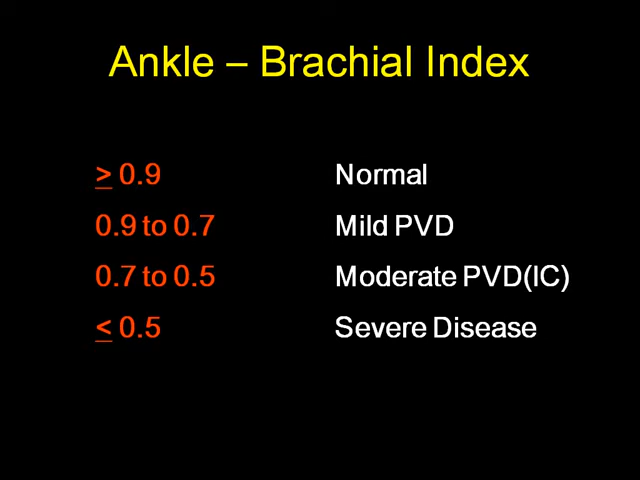 Ankle – Brachial Index
≥ 0.9 Normal
0.9 to 0.7 Mild PVD
0.7 to 0.5 Moderate PVD(IC)
≤ 0.5 Severe Disease